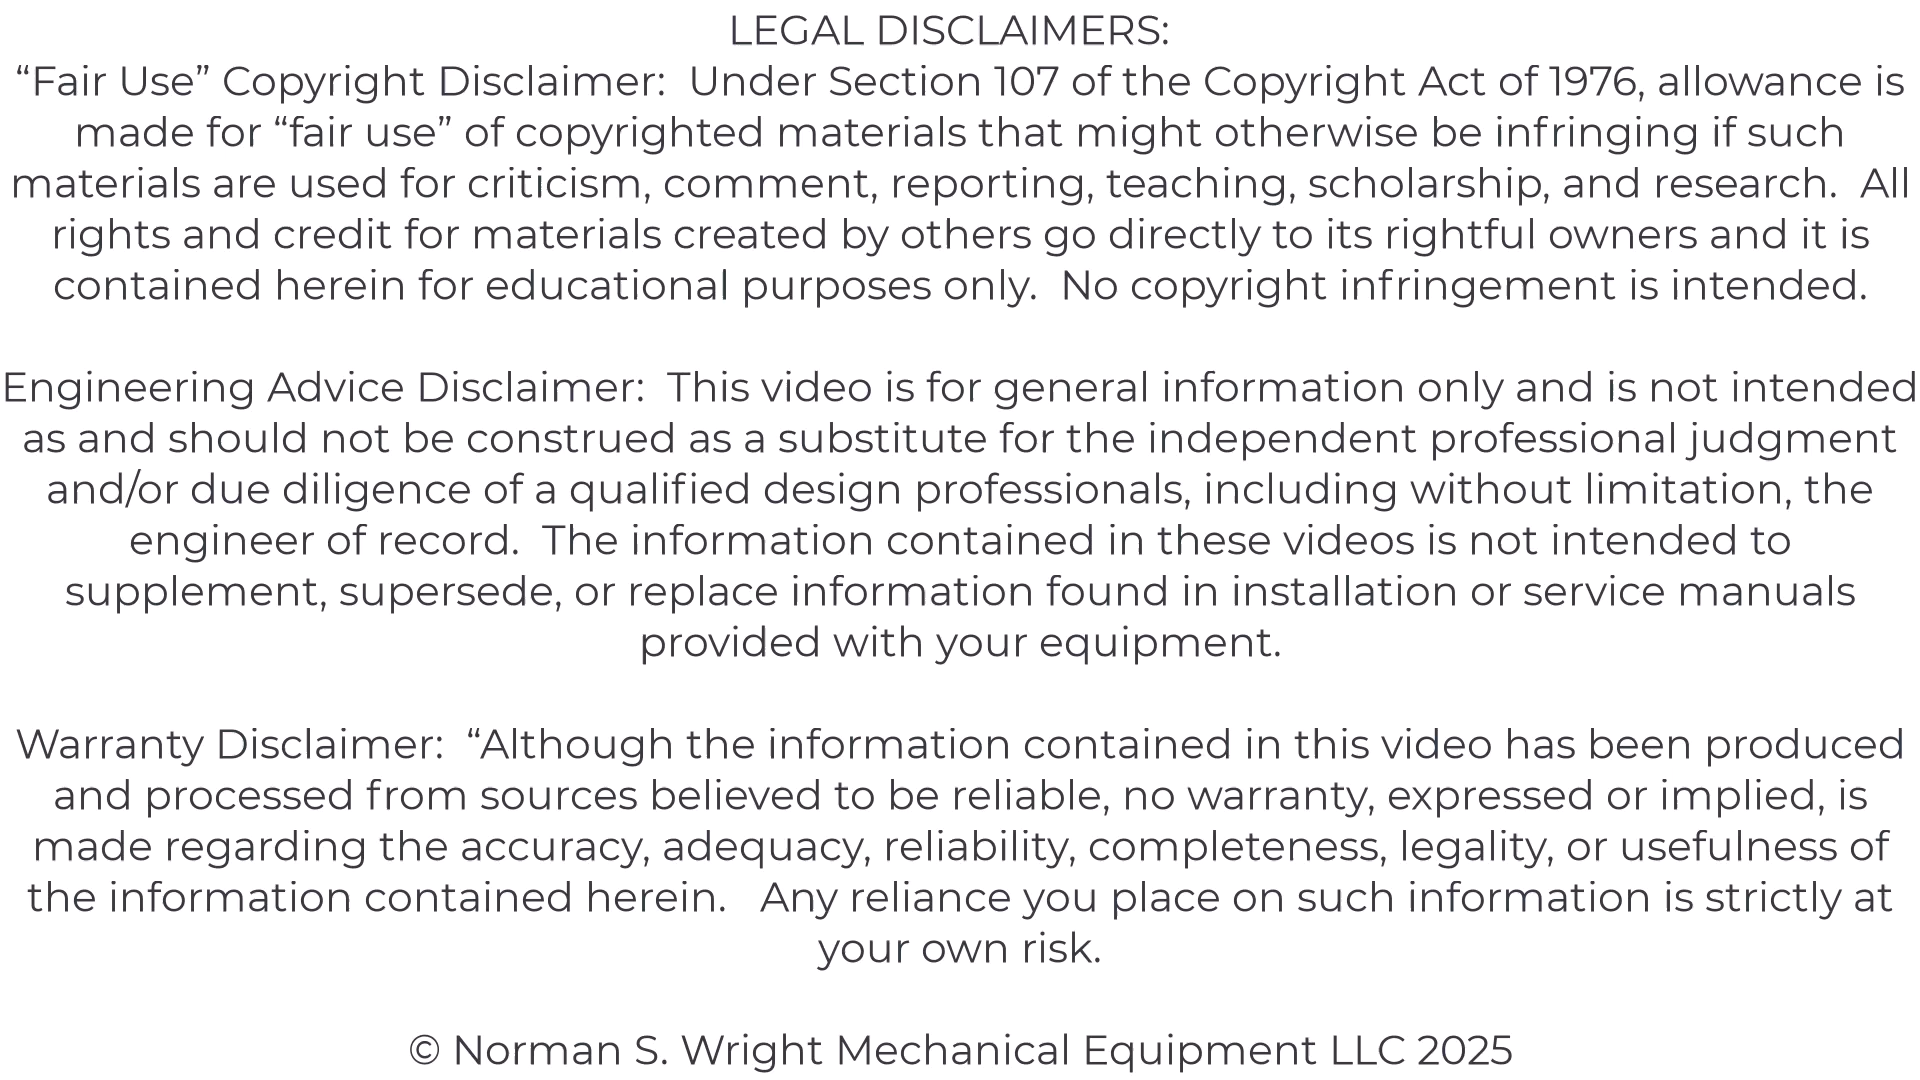 LEGAL DISCLAIMERS:
“Fair Use” Copyright Disclaimer:  Under Section 107 of the Copyright Act of 1976, allowance is
made for “fair use” of copyrighted materials that might otherwise be infringing if such
materials are used for criticism, comment, reporting, teaching, scholarship, and research.  All
rights and credit for materials created by others go directly to its rightful owners and it is
contained herein for educational purposes only.  No copyright infringement is intended.
Engineering Advice Disclaimer:  This video is for general information only and is not intended
as and should not be construed as a substitute for the independent professional judgment
and/or due diligence of a qualified design professionals, including without limitation, the
engineer of record.  The information contained in these videos is not intended to
supplement, supersede, or replace information found in installation or service manuals
provided with your equipment.
Warranty Disclaimer:  “Although the information contained in this video has been produced
and processed from sources believed to be reliable, no warranty, expressed or implied, is
made regarding the accuracy, adequacy, reliability, completeness, legality, or usefulness of
the information contained herein.   Any reliance you place on such information is strictly at
your own risk.
© Norman S. Wright Mechanical Equipment LLC 2025